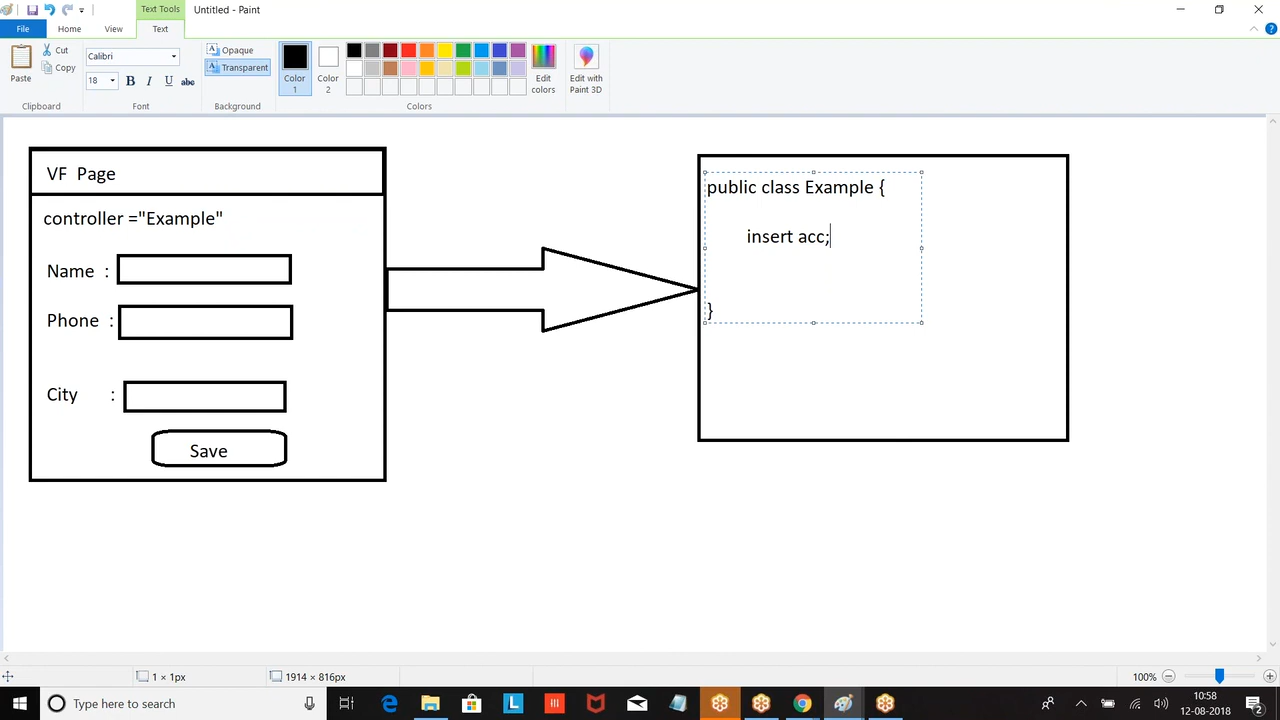 Text Tools
Untitled - Paint
File
Home
View
Text
Paste
Cut
Copy
Clipboard
Calibri
18
B I U abc
Font
Opaque
Transparent
Background
Color 1
Color 2
Edit colors
Colors
Edit with Paint 3D
VF  Page
controller ="Example"
Name  :
Phone  :
City  :
Save
public class Example {
insert acc;
}
1 × 1px
1914 × 816px
100%
Type here to search
10:58
12-08-2018
2